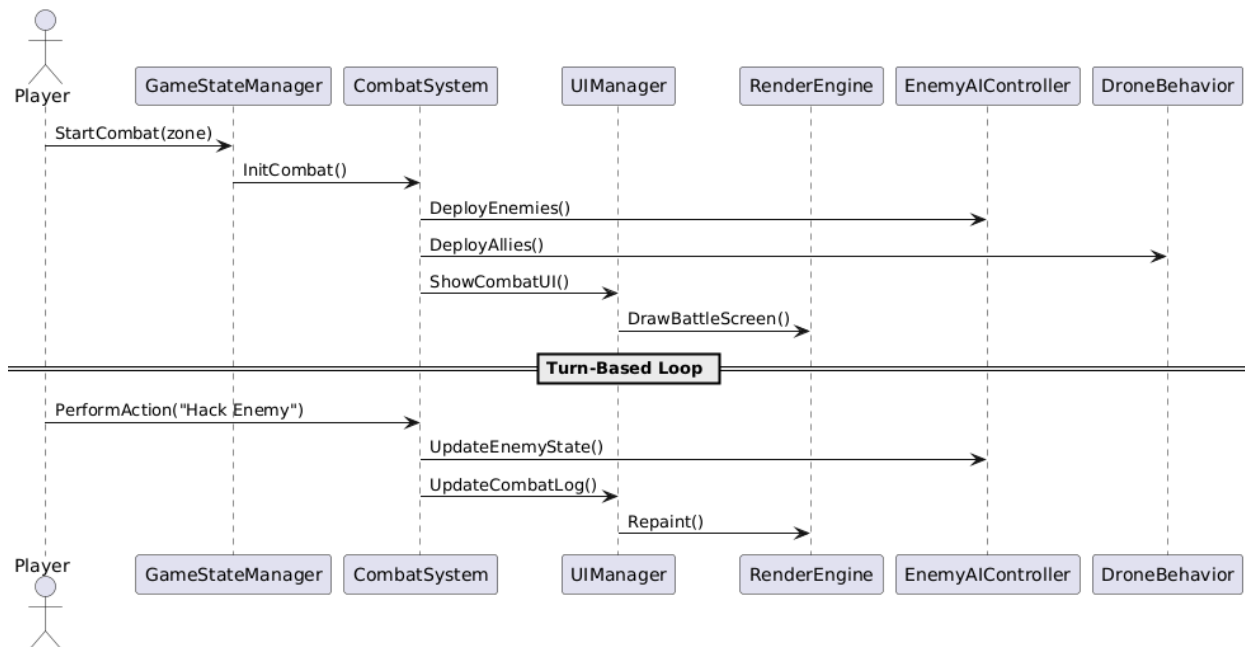 Player
GameStateManager CombatSystem UIManager RenderEngine EnemyAIController DroneBehavior
StartCombat(zone)
InitCombat()
DeployEnemies()
DeployAllies()
ShowCombatUI()
DrawBattleScreen()
Turn-Based Loop
PerformAction("Hack Enemy")
UpdateEnemyState()
UpdateCombatLog()
Repaint()
Player
GameStateManager CombatSystem UIManager RenderEngine EnemyAIController DroneBehavior